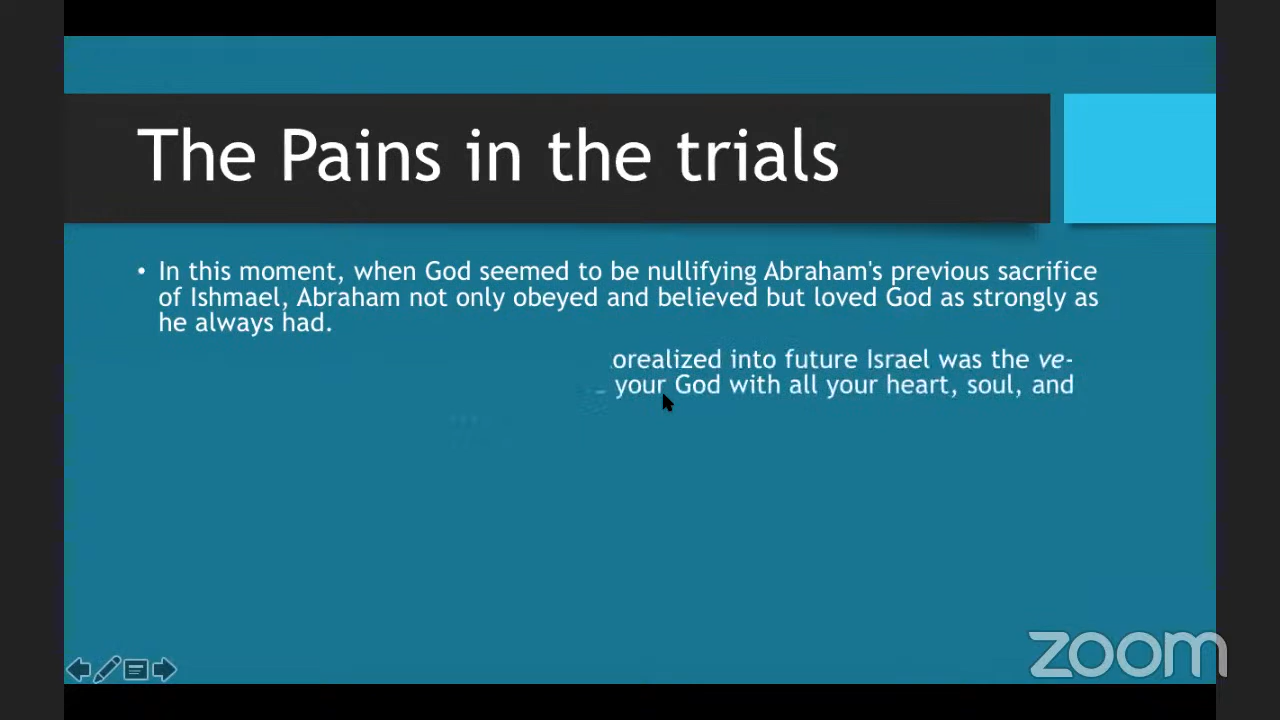 The Pains in the trials
• In this moment, when God seemed to be nullifying Abraham's previous sacrifice
of Ishmael, Abraham not only obeyed and believed but loved God as strongly as
he always had.
into future Israel was the ve-
your God with all your heart, soul, and
zoom